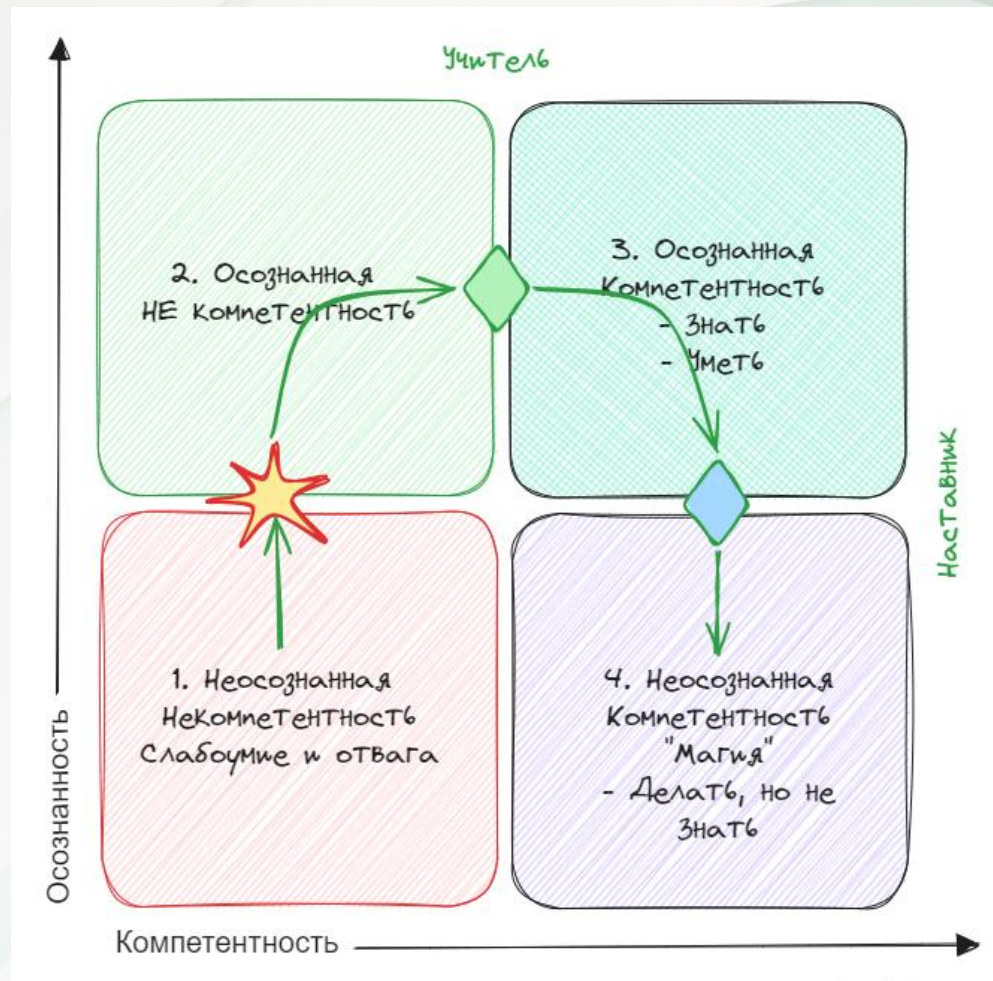 Учитель
2. Осознанная
НЕ компетентность
3. Осознанная
Компетентность
- Знать
- Уметь
Наставник
1. Неосознанная
Некомпетентность
Слабоумие и отвага
4. Неосознанная
Компетентность
"Магия"
- Делать, но не
Знать
Осознанность
Компетентность